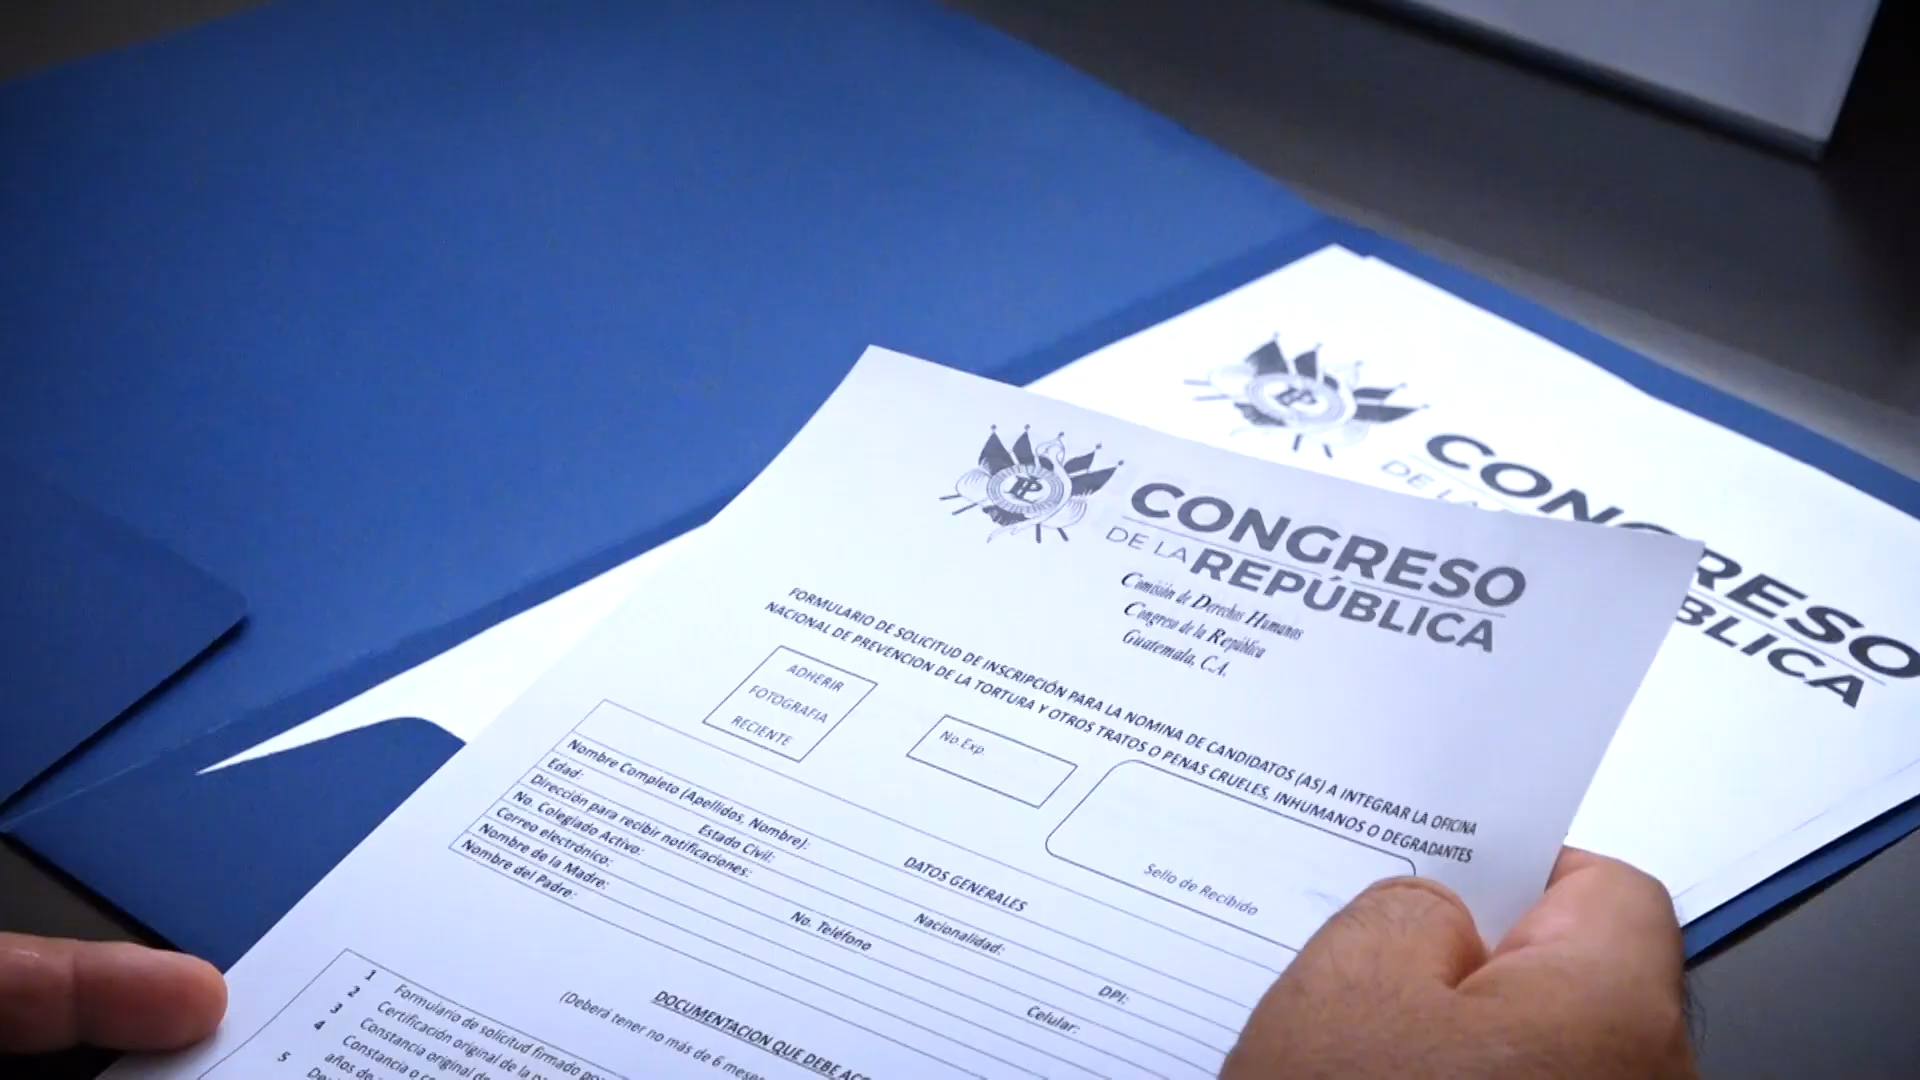 CONGRESO
DE LA REPÚBLICA
Comisión de Derechos Humanos
Congreso de la República
Guatemala, C.A.
FORMULARIO DE SOLICITUD DE INSCRIPCIÓN PARA LA NOMINA DE CANDIDATOS (AS) A INTEGRAR LA OFICINA
NACIONAL DE PREVENCION DE LA TORTURA Y OTROS TRATOS O PENAS CRUELES, INHUMANOS O DEGRADANTES
ADHERIR
FOTOGRAFIA
RECIENTE
No.Exp.
Sello de Recibido
DATOS GENERALES
Nombre Completo (Apellidos, Nombre):
Edad: Estado Civil: Nacionalidad: DPI:
Dirección para recibir notificaciones:
No. Colegiado Activo: No. Teléfono Celular:
Correo electrónico:
Nombre de la Madre:
Nombre del Padre:
DOCUMENTACION QUE DEBE
(Deberá tener no más de 6
1 Formulario de solicitud firmado
2 Certificación original de la
3 Constancia original de
4 Constancia o
años de
5
CONGRESO
DE LA